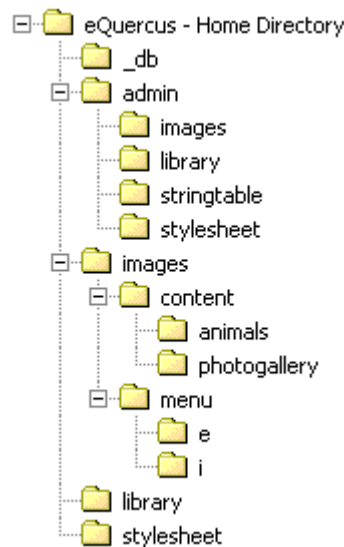 eQuercus - Home Directory
_db
admin
images
library
stringtable
stylesheet
images
content
animals
photogallery
menu
e
i
library
stylesheet